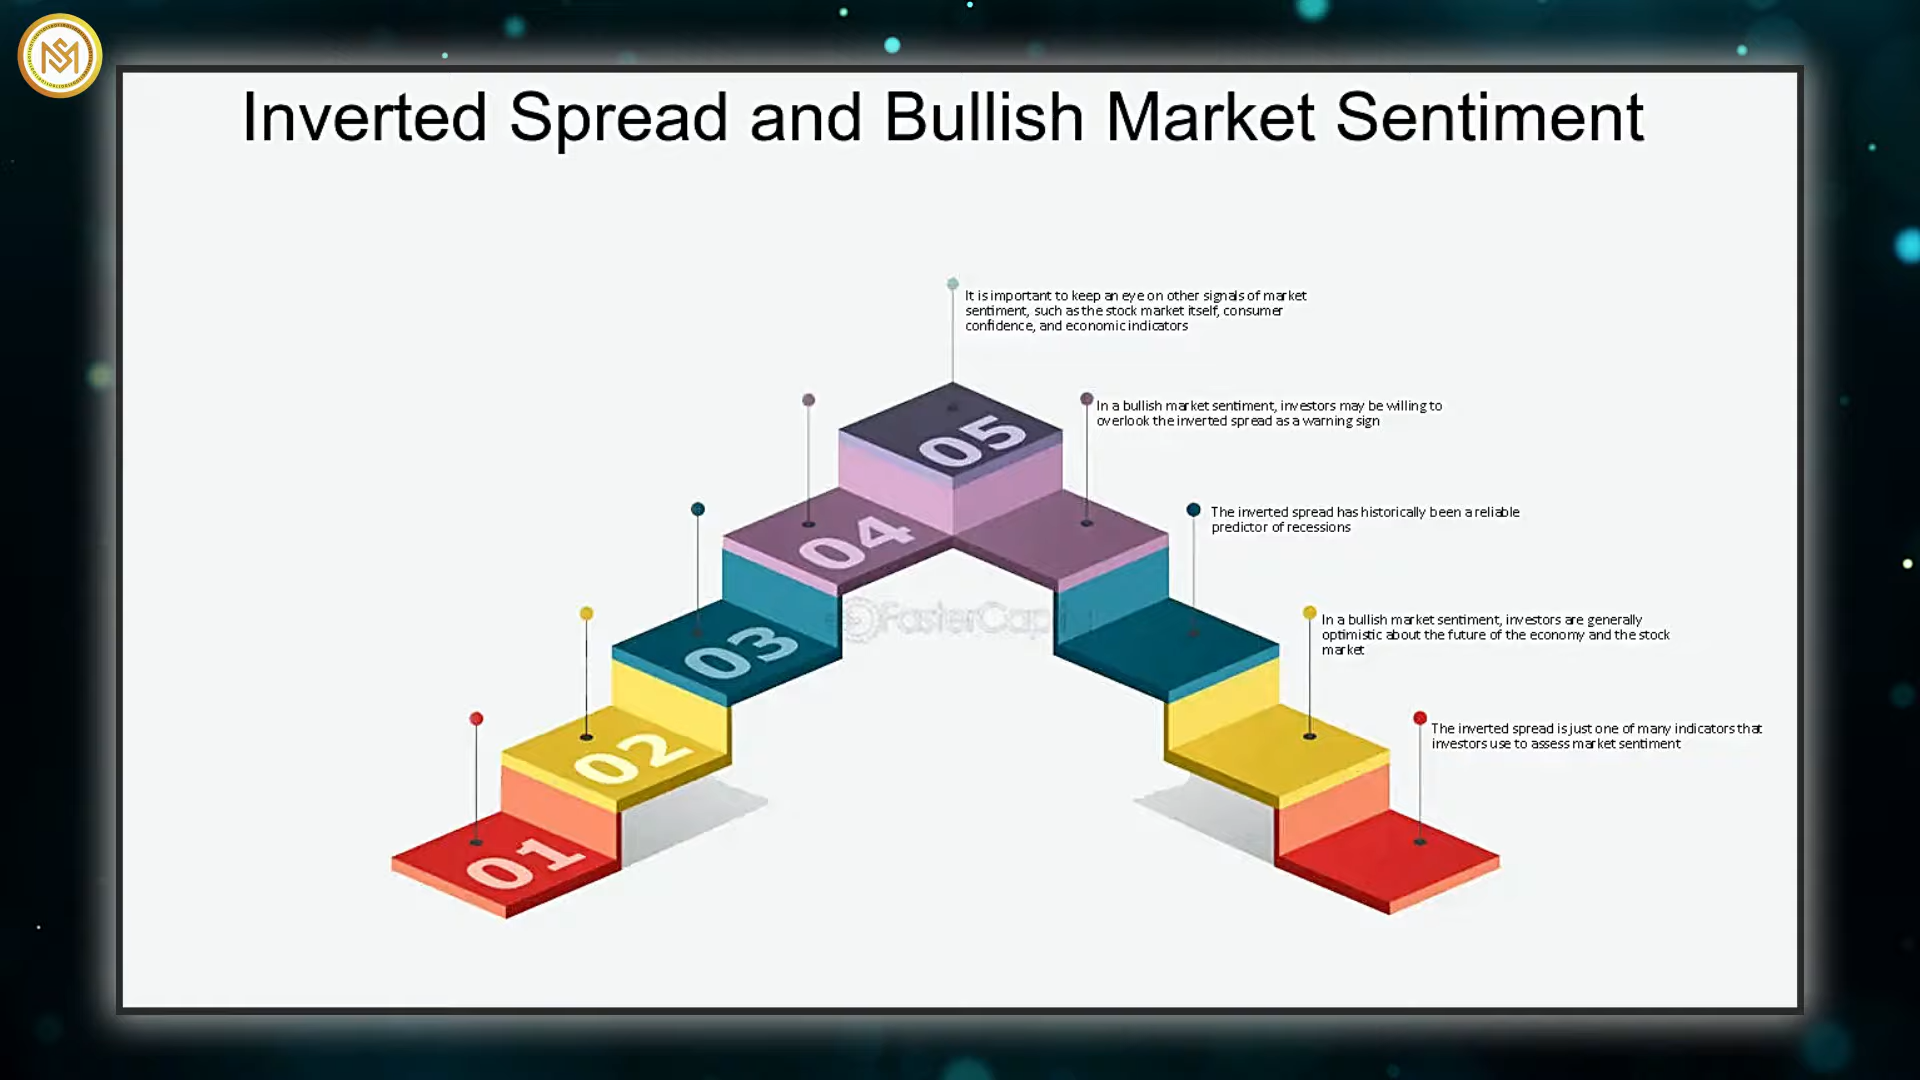 Inverted Spread and Bullish Market Sentiment
It is important to keep an eye on other signals of market
sentiment, such as the stock market itself, consumer
confidence, and economic indicators
05
In a bullish market sentiment, investors may be willing to
overlook the inverted spread as a warning sign
04
The inverted spread has historically been a reliable
predictor of recessions
03
In a bullish market sentiment, investors are generally
optimistic about the future of the economy and the stock
market
02
The inverted spread is just one of many indicators that
investors use to assess market sentiment
01